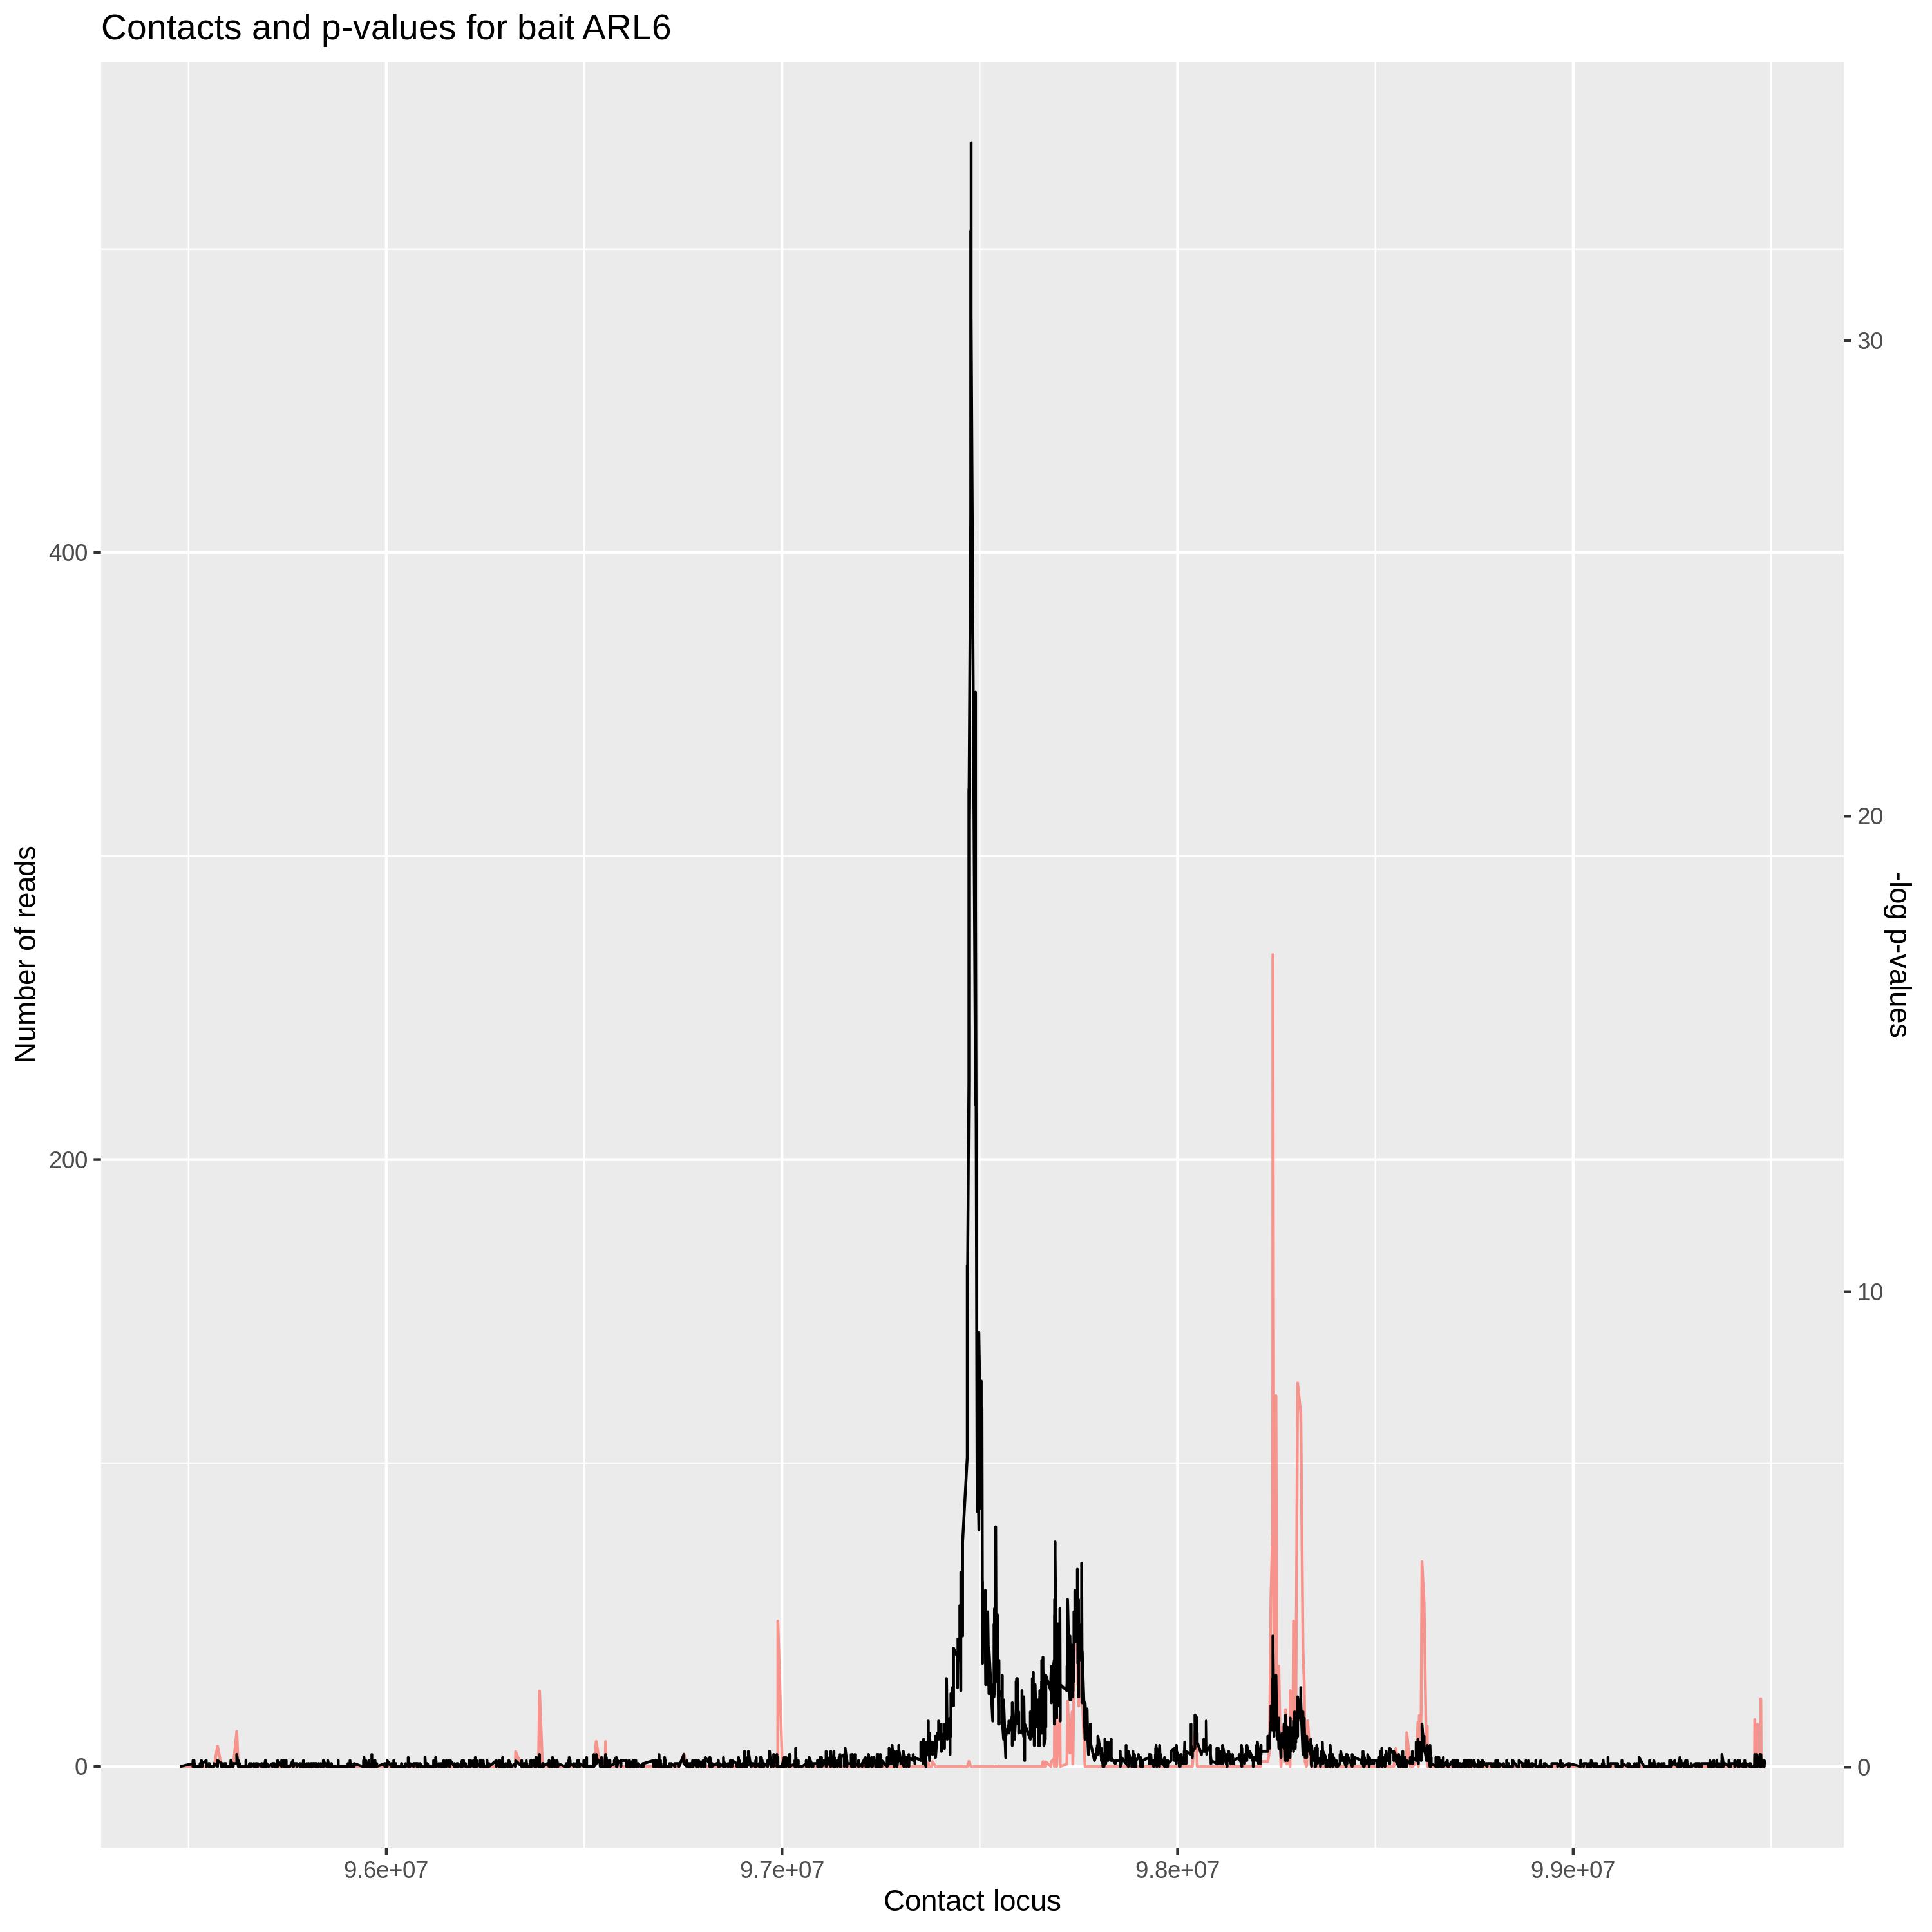 Contacts and p-values for bait ARL6
Number of reads
400
200
0
30
20
10
0
-log p-values
9.6e+07
9.7e+07
9.8e+07
9.9e+07
Contact locus